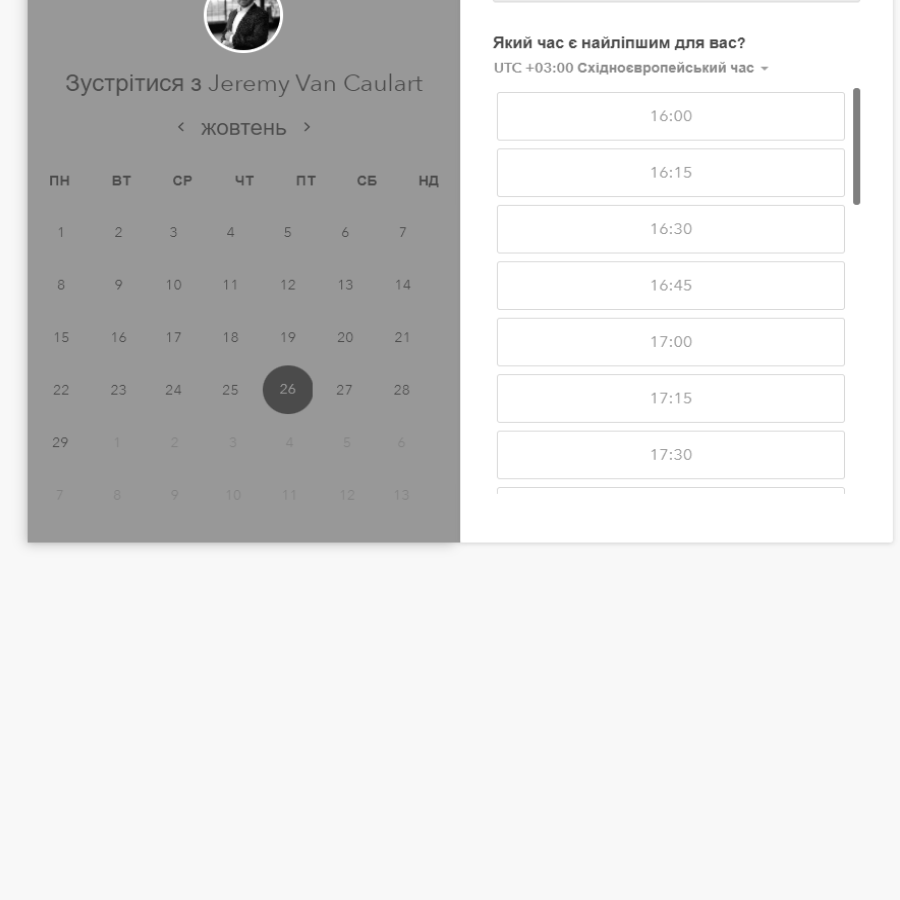 Зустрітися з Jeremy Van Caulart
жовтень
ПН ВТ СР ЧТ ПТ СБ НД
1 2 3 4 5 6 7
8 9 10 11 12 13 14
15 16 17 18 19 20 21
22 23 24 25 26 27 28
29 1 2 3 4 5 6
7 8 9 10 11 12 13
Який час є найліпшим для вас?
UTC +03:00 Східноєвропейський час
16:00
16:15
16:30
16:45
17:00
17:15
17:30